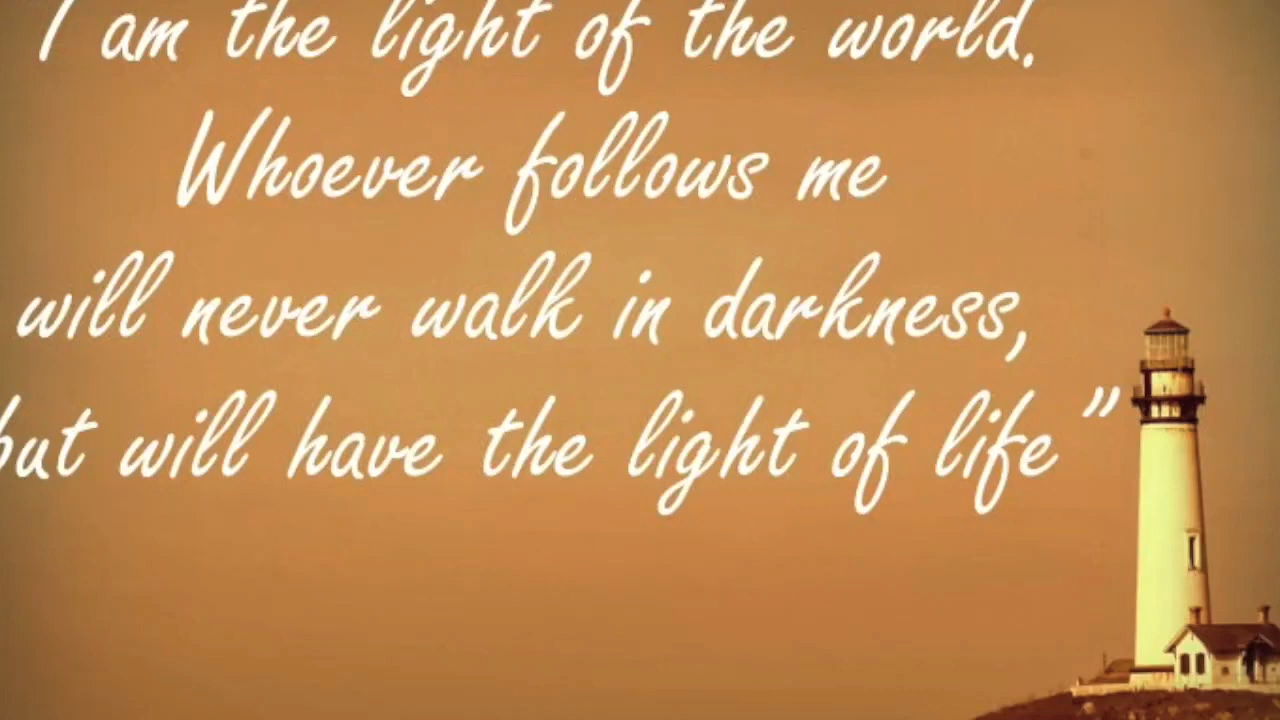 I am the light of the world.
Whoever follows me
will never walk in darkness,
but will have the light of life”